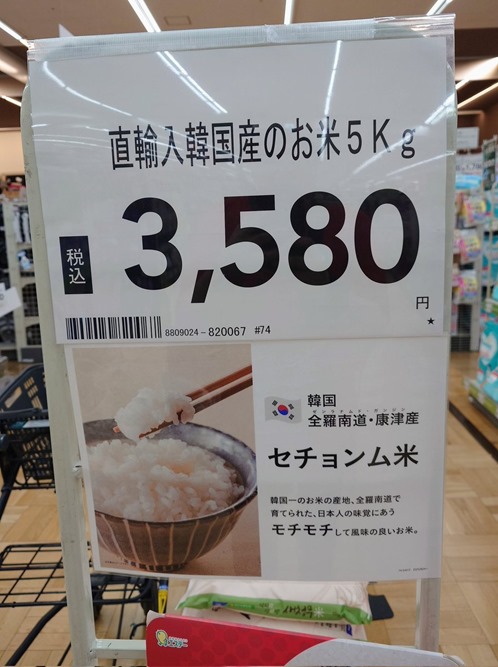 直輸入韓国産のお米5Kg
税込
3,580
円
★
8809024-820067 #74
韓国
全羅南道・康津産
セチョンム米
韓国一のお米の産地、全羅南道で
育てられた、日本人の味覚にあう
モチモチして風味の良いお米。